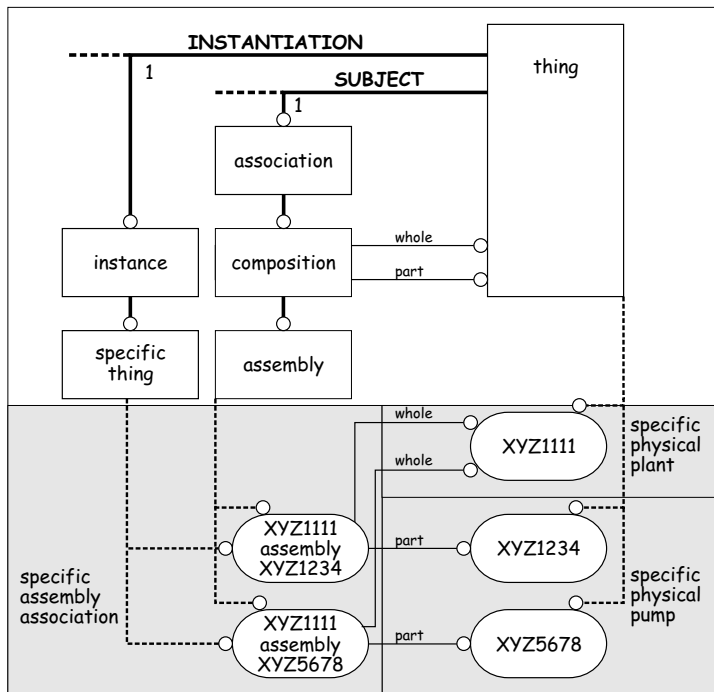 INSTANTIATION
1
thing
SUBJECT
1
association
instance
composition
whole
part
specific
thing
assembly
whole
XYZ1111
specific
physical
plant
whole
XYZ1111
assembly
XYZ1234
part
XYZ1234
specific
assembly
association
XYZ1111
assembly
XYZ5678
part
XYZ5678
specific
physical
pump